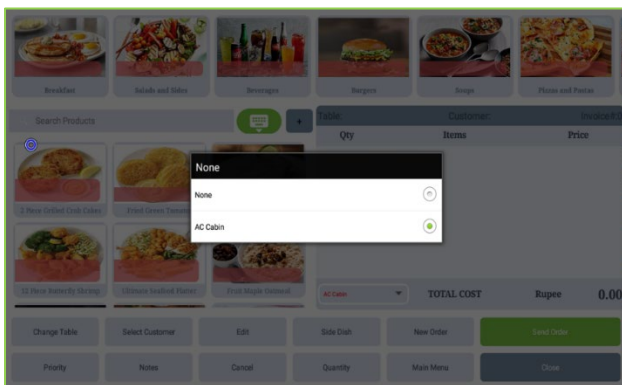 Breakfast
Salads and Sides
Beverages
Burgers
Soups
Pizzas and Pastas
Search Products
+
Table:
Customer:
Qty
Items
Price
None
None
AC Cabin
2 Piece Grilled Crab Cakes
Fried Green
12 Piece Butterfly Shrimp
Ultimate Seafood Platter
Fruit Maple Oatmeal
AC Cabin
TOTAL COST
Rupee
0.00
Change Table
Select Customer
Edit
Side Dish
New Order
Send Order
Priority
Notes
Cancel
Quantity
Main Menu
Close